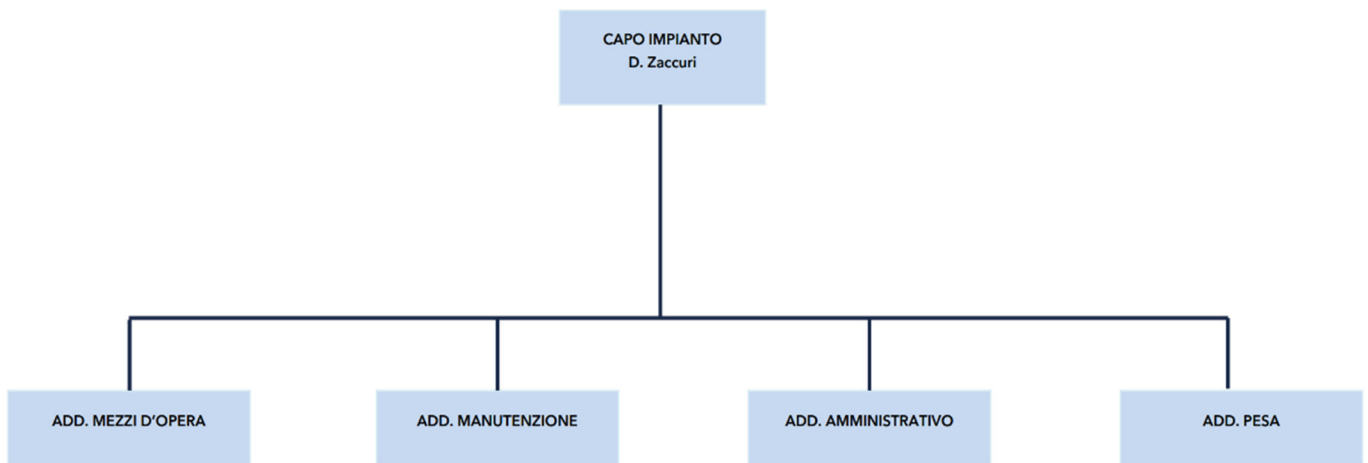 CAPO IMPIANTO
D. Zaccuri
ADD. MEZZI D'OPERA
ADD. MANUTENZIONE
ADD. AMMINISTRATIVO
ADD. PESA